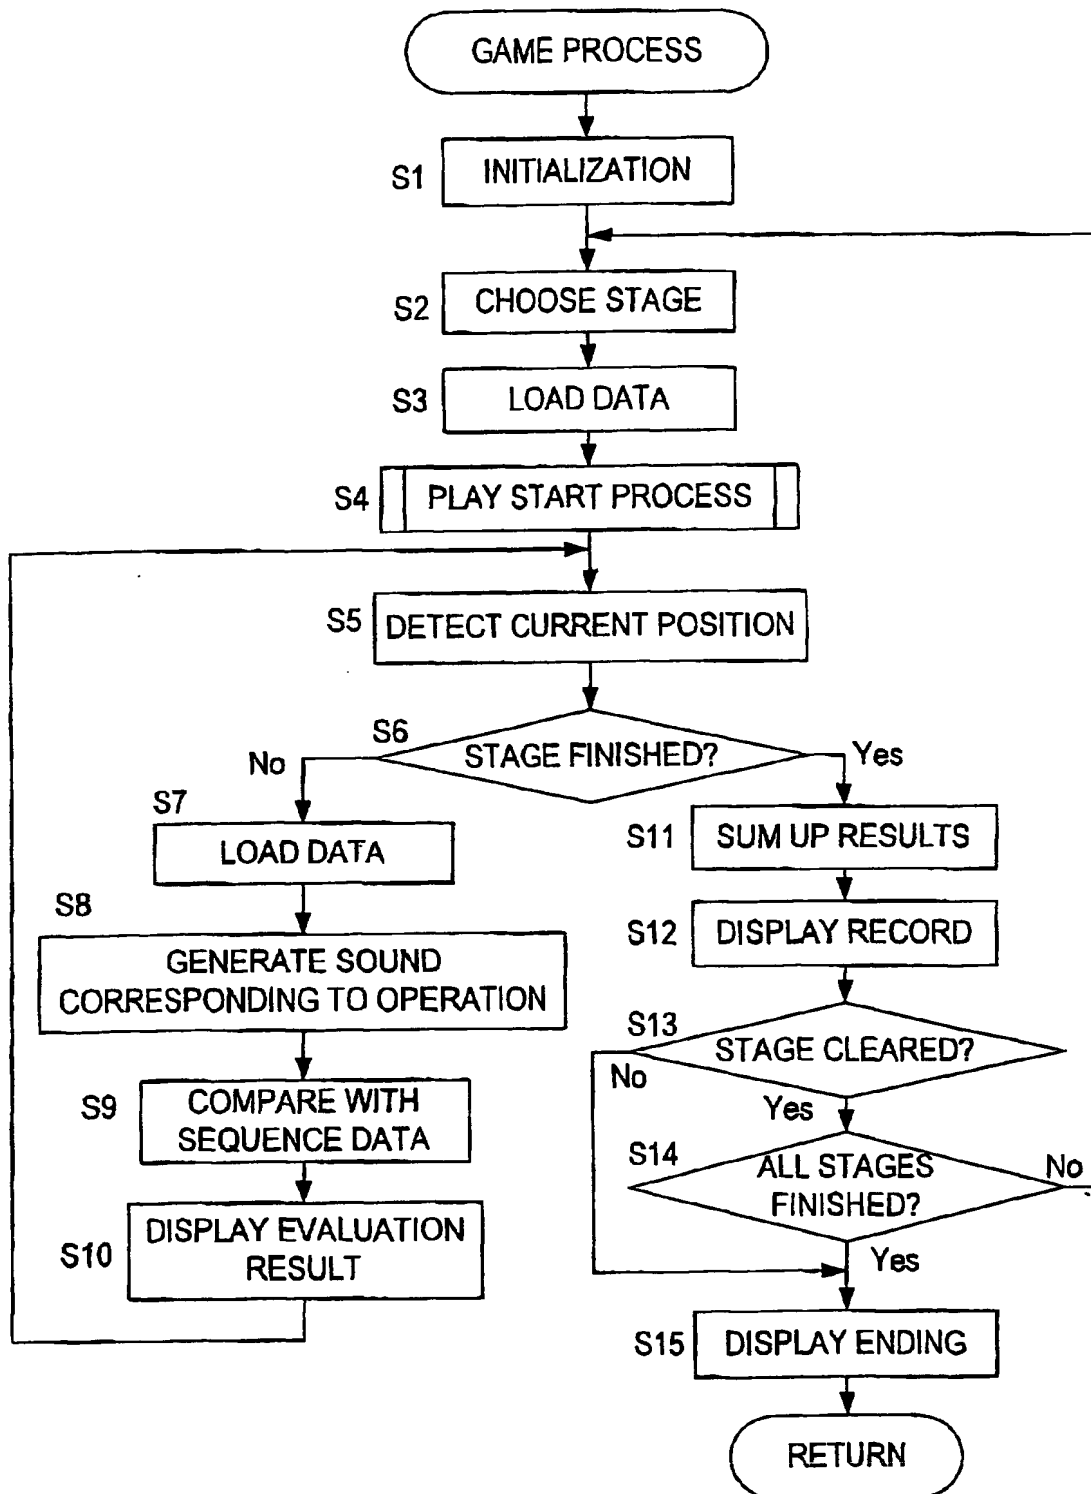 GAME PROCESS
S1
INITIALIZATION
S2
CHOOSE STAGE
S3
LOAD DATA
S4
PLAY START PROCESS
S5
DETECT CURRENT POSITION
S6
STAGE FINISHED?
No
Yes
S7
LOAD DATA
S8
GENERATE SOUND
CORRESPONDING TO OPERATION
S9
COMPARE WITH
SEQUENCE DATA
S10
DISPLAY EVALUATION
RESULT
S11
SUM UP RESULTS
S12
DISPLAY RECORD
S13
STAGE CLEARED?
No
Yes
S14
ALL STAGES
FINISHED?
No
Yes
S15
DISPLAY ENDING
RETURN